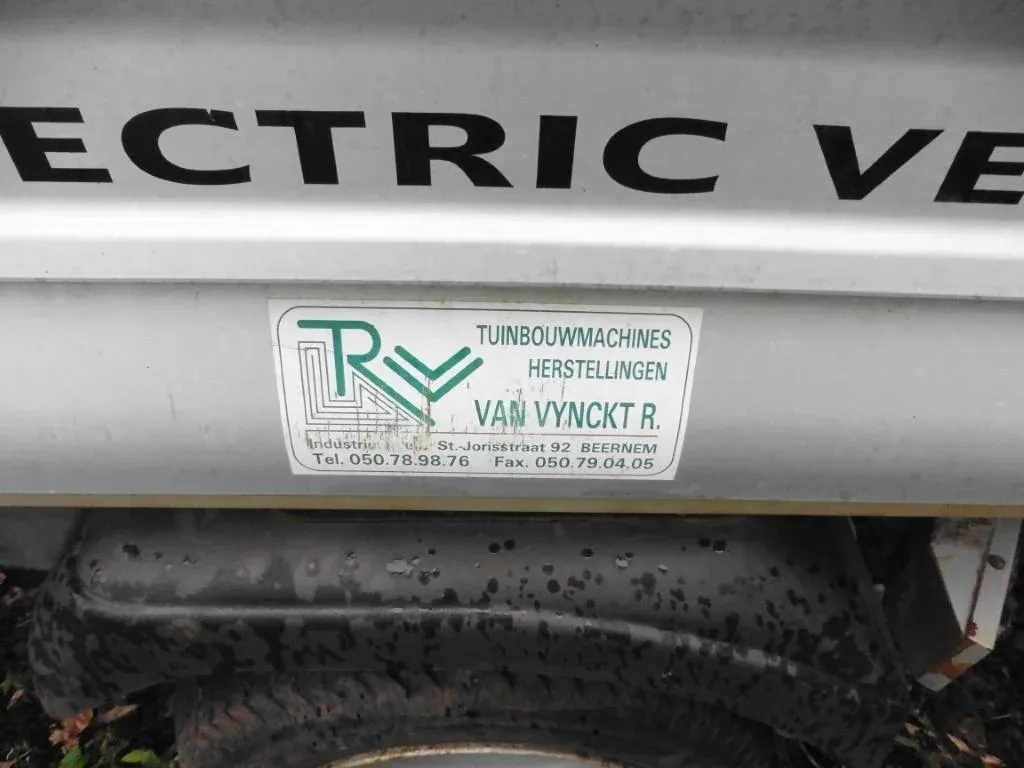 ECTRIC VE
RV TUINBOUWMACHINES
HERSTELLINGEN
VAN VYNCKT R.
St.-Jorisstraat 92 BEERNEM
Tel. 050.78.98.76 Fax. 050.79.04.05